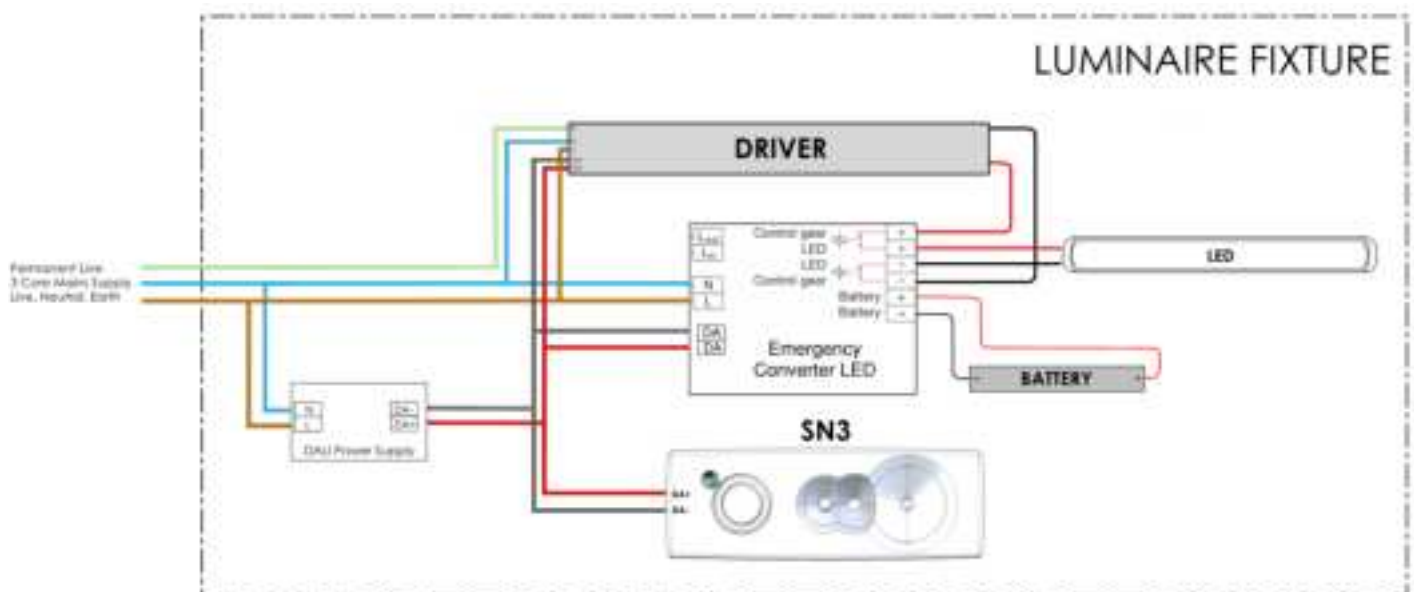 LUMINAIRE FIXTURE
DRIVER
Permanent Line
3 Core Mains Supply
Live, Neutral, Earth
Control gear +
LED +
LED -
Control gear -
Battery +
Battery -
N
L
DA
DA
Emergency
Converter LED
LED
BATTERY
N
L
DA-
DA+
DALI Power Supply
SN3
DA+
DA-